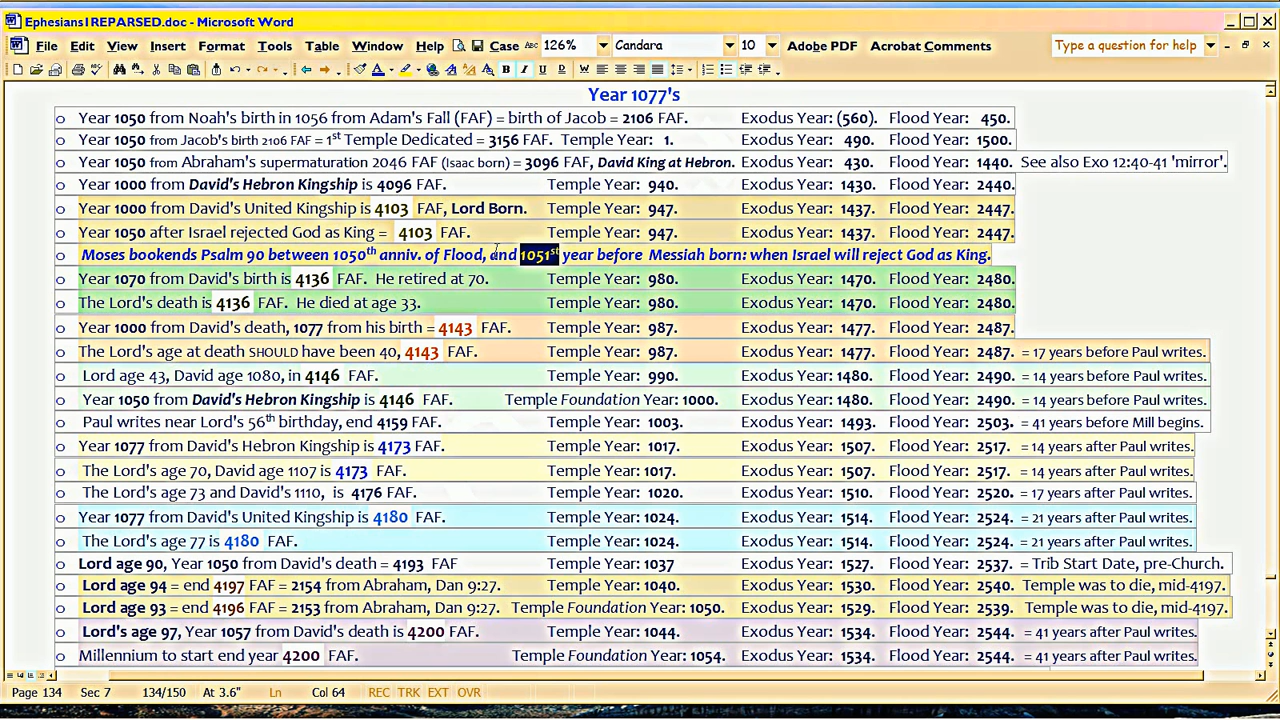 Ephesians1REPARSED.doc - Microsoft Word
File Edit View Insert Format Tools Table Window Help Case 126% Candara 10 Adobe PDF Acrobat Comments Type a question for help
Year 1077's
o Year 1050 from Noah's birth in 1056 from Adam's Fall (FAF) = birth of Jacob = 2106 FAF. Exodus Year: (560). Flood Year: 450.
o Year 1050 from Jacob's birth 2106 FAF = 1st Temple Dedicated = 3156 FAF. Temple Year: 1. Exodus Year: 490. Flood Year: 1500.
o Year 1050 from Abraham's supermaturation 2046 FAF (Isaac born) = 3096 FAF, David King at Hebron. Exodus Year: 430. Flood Year: 1440. See also Exo 12:40-41 'mirror'.
o Year 1000 from David's Hebron Kingship is 4096 FAF. Temple Year: 940. Exodus Year: 1430. Flood Year: 2440.
o Year 1000 from David's United Kingship is 4103 FAF, Lord Born. Temple Year: 947. Exodus Year: 1437. Flood Year: 2447.
o Year 1050 after Israel rejected God as King = 4103 FAF. Temple Year: 947. Exodus Year: 1437. Flood Year: 2447.
o Moses bookends Psalm 90 between 1050th anniv. of Flood, and 1051st year before Messiah born: when Israel will reject God as King.
o Year 1070 from David's birth is 4136 FAF. He retired at 70. Temple Year: 980. Exodus Year: 1470. Flood Year: 2480.
o The Lord's death is 4136 FAF. He died at age 33. Temple Year: 980. Exodus Year: 1470. Flood Year: 2480.
o Year 1000 from David's death, 1077 from his birth = 4143 FAF. Temple Year: 987. Exodus Year: 1477. Flood Year: 2487.
o The Lord's age at death SHOULD have been 40, 4143 FAF. Temple Year: 987. Exodus Year: 1477. Flood Year: 2487. = 17 years before Paul writes.
o Lord age 43, David age 1080, in 4146 FAF. Temple Year: 990. Exodus Year: 1480. Flood Year: 2490. = 14 years before Paul writes.
o Year 1050 from David's Hebron Kingship is 4146 FAF. Temple Foundation Year: 1000. Exodus Year: 1480. Flood Year: 2490. = 14 years before Paul writes.
o Paul writes near Lord's 56th birthday, end 4159 FAF. Temple Year: 1003. Exodus Year: 1493. Flood Year: 2503. = 41 years before Mill begins.
o Year 1077 from David's Hebron Kingship is 4173 FAF. Temple Year: 1017. Exodus Year: 1507. Flood Year: 2517. = 14 years after Paul writes.
o The Lord's age 70, David age 1107 is 4173 FAF. Temple Year: 1017. Exodus Year: 1507. Flood Year: 2517. = 14 years after Paul writes.
o The Lord's age 73 and David's 1110, is 4176 FAF. Temple Year: 1020. Exodus Year: 1510. Flood Year: 2520. = 17 years after Paul writes.
o Year 1077 from David's United Kingship is 4180 FAF. Temple Year: 1024. Exodus Year: 1514. Flood Year: 2524. = 21 years after Paul writes.
o The Lord's age 77 is 4180 FAF. Temple Year: 1024. Exodus Year: 1514. Flood Year: 2524. = 21 years after Paul writes.
o Lord age 90, Year 1050 from David's death = 4193 FAF Temple Year: 1037 Exodus Year: 1527. Flood Year: 2537. = Trib Start Date, pre-Church.
o Lord age 94 = end 4197 FAF = 2154 from Abraham, Dan 9:27. Temple Year: 1040. Exodus Year: 1530. Flood Year: 2540. Temple was to die, mid-4197.
o Lord age 93 = end 4196 FAF = 2153 from Abraham, Dan 9:27. Temple Foundation Year: 1050. Exodus Year: 1529. Flood Year: 2539. Temple was to die, mid-4197.
o Lord's age 97, Year 1057 from David's death is 4200 FAF. Temple Year: 1044. Exodus Year: 1534. Flood Year: 2544. = 41 years after Paul writes.
o Millennium to start end year 4200 FAF. Temple Foundation Year: 1054. Exodus Year: 1534. Flood Year: 2544. = 41 years after Paul writes.
Page 134 Sec 7 134/150 At 3.6" Ln Col 64 REC TRK EXT OVR